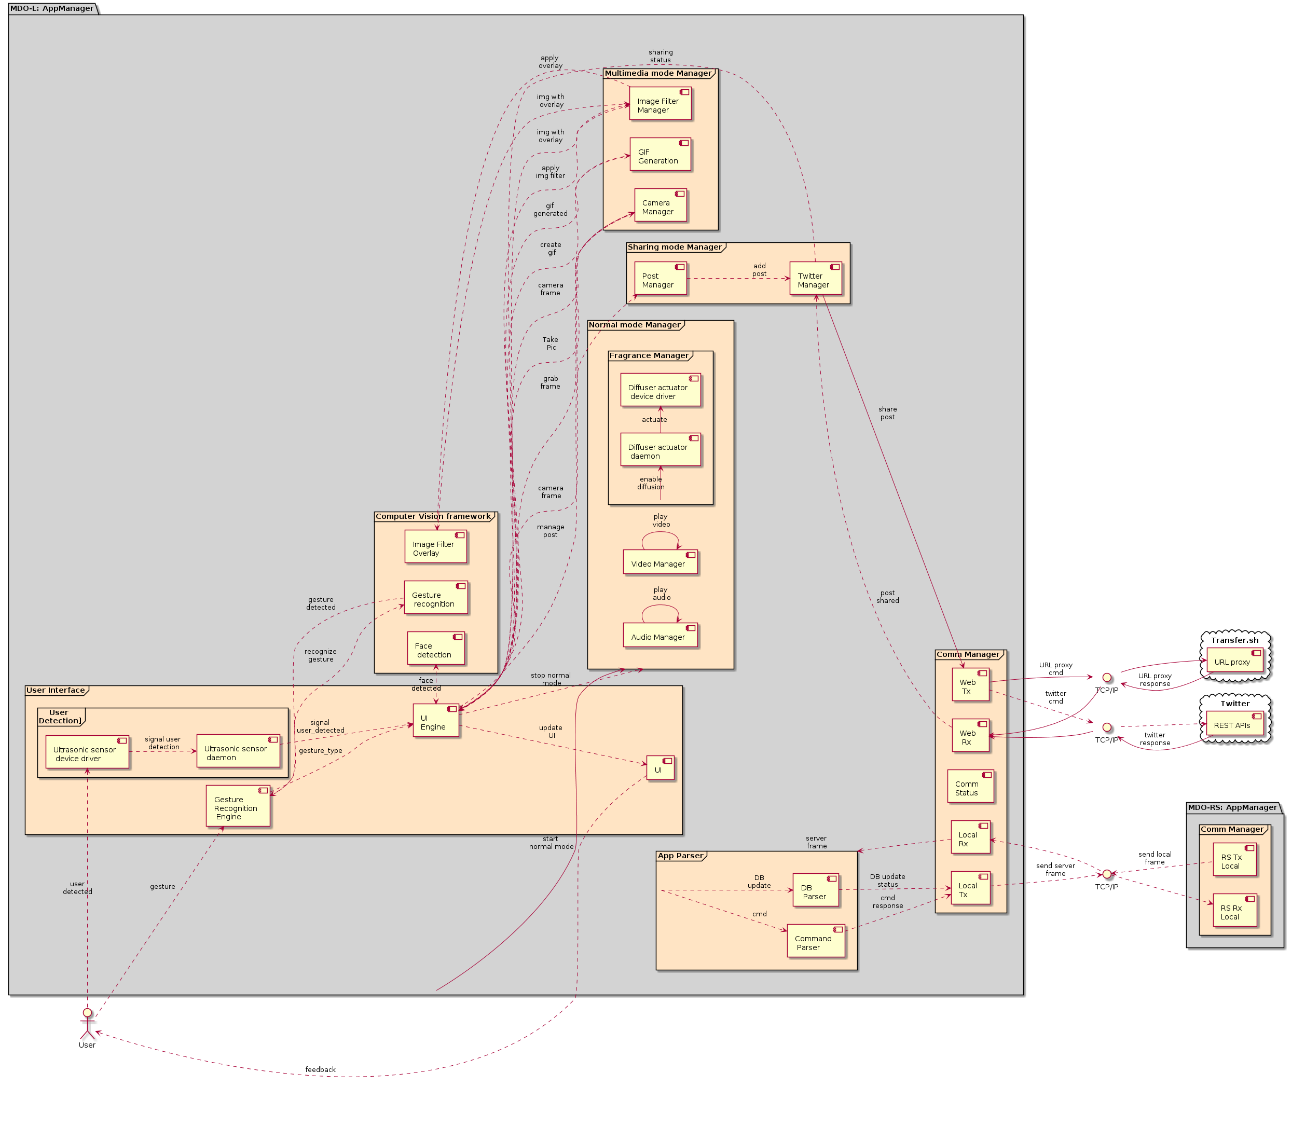 MDO-L: AppManager
sharing
status
apply
overlay
Multimedia mode Manager
img with
overlay
Image Filter
Manager
img with
overlay
GIF
Generation
apply
img filter
Camera
Manager
gif
generated
create
gif
Sharing mode Manager
Post
Manager
add
post
Twitter
Manager
camera
frame
Normal mode Manager
Take
Pic
Fragrance Manager
grab
frame
Diffuser actuator
device driver
actuate
share
post
Diffuser actuator
daemon
enable
diffusion
camera
frame
Computer Vision framework
play
video
manage
post
Image Filter
Overlay
Video Manager
Gesture
recognition
gesture
detected
play
audio
post
shared
Face
detection
Audio Manager
recognize
gesture
Transfer.sh
URL proxy
Comm Manager
URL proxy
cmd
URL proxy
response
Web
Tx
TCP/IP
face
detected
stop normal
mode
User Interface
twitter
cmd
Twitter
REST APIs
User
Detection]
UI
Engine
signal
user_detected
update
UI
Web
Rx
TCP/IP
twitter
response
Ultrasonic sensor
device driver
signal user
detection
Ultrasonic sensor
daemon
gesture_type
UI
Comm
Status
Gesture
Recognition
Engine
MDO-RS: AppManager
Comm Manager
start
normal mode
server
frame
Local
Rx
App Parser
send server
frame
TCP/IP
send local
frame
RS Tx
Local
user
detected
gesture
DB
update
DB
Parser
DB update
status
Local
Tx
cmd
cmd
response
RS Rx
Local
Command
Parser
User
feedback